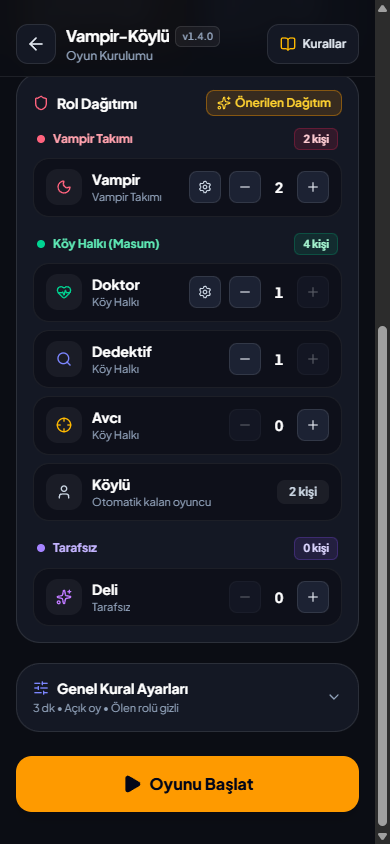 Vampir-Köylü v1.4.0
Oyun Kurulumu
Kurallar
Rol Dağıtımı
Önerilen Dağıtım
Vampir Takımı
2 kişi
Vampir
Vampir Takımı
2
Köy Halkı (Masum)
4 kişi
Doktor
Köy Halkı
1
Dedektif
Köy Halkı
1
Avcı
Köy Halkı
0
Köylü
Otomatik kalan oyuncu
2 kişi
Tarafsız
0 kişi
Deli
Tarafsız
0
Genel Kural Ayarları
3 dk • Açık oy • Ölen rolü gizli
Oyunu Başlat